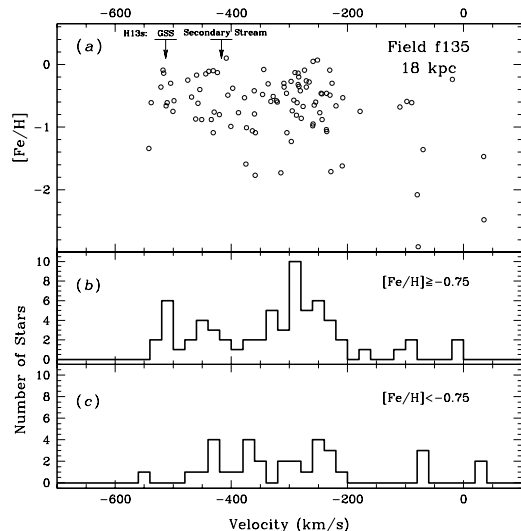 H13s: GSS Secondary Stream
(a)
Field f135
18 kpc
0
−1
−2
[Fe/H]
−600 −400 −200 0
10
8
6
4
2
0
(b)
[Fe/H]≧−0.75
Number of Stars
10
8
6
4
2
0
(c)
[Fe/H]<−0.75
−600 −400 −200 0
Velocity (km/s)